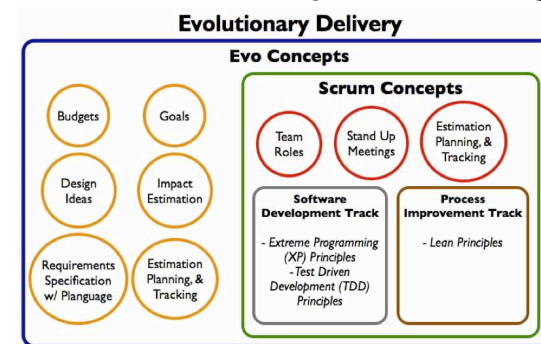 Evolutionary Delivery
Evo Concepts
Budgets
Goals
Design
Ideas
Impact
Estimation
Requirements
Specification
w/ Planguage
Estimation
Planning, &
Tracking
Scrum Concepts
Team
Roles
Stand Up
Meetings
Estimation
Planning, &
Tracking
Software
Development Track
- Extreme Programming
(XP) Principles
-Test Driven
Development (TDD)
Principles
Process
Improvement Track
- Lean Principles